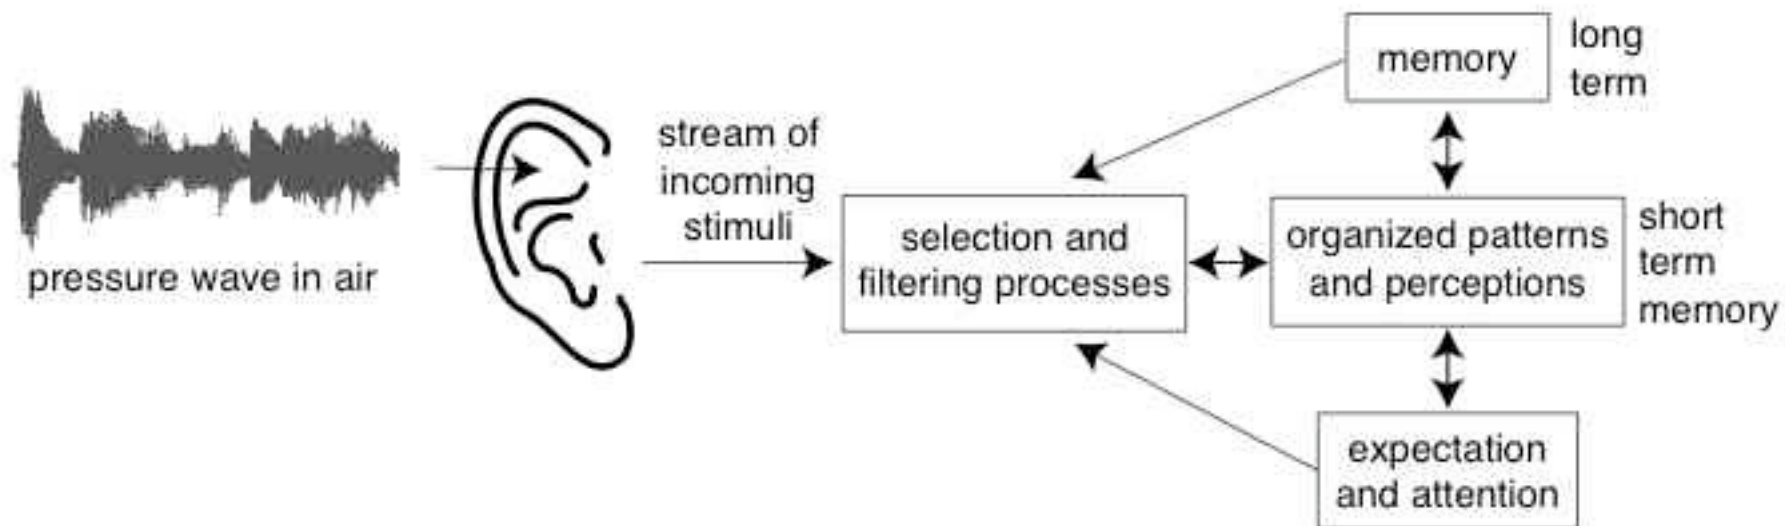 pressure wave in air
stream of
incoming
stimuli
selection and
filtering processes
memory
long
term
organized patterns
and perceptions
short
term
memory
expectation
and attention